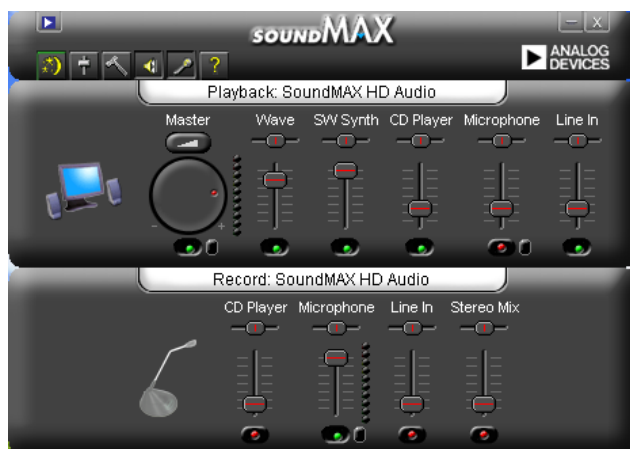 SOUNDMAX
— X
?
ANALOG
DEVICES
Playback: SoundMAX HD Audio
Master Wave SW Synth CD Player Microphone Line In
- +
Record: SoundMAX HD Audio
CD Player Microphone Line In Stereo Mix